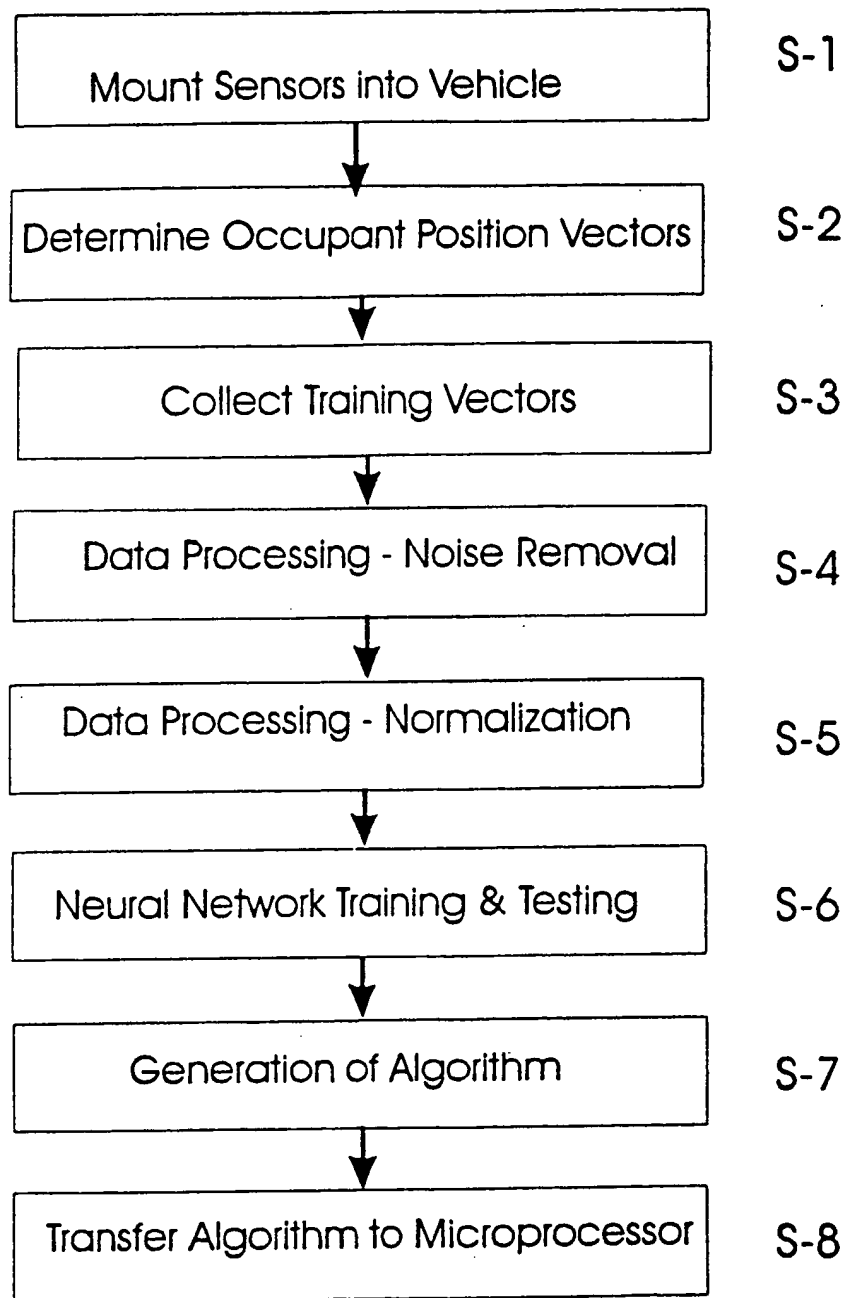 Mount Sensors into Vehicle S-1
Determine Occupant Position Vectors S-2
Collect Training Vectors S-3
Data Processing - Noise Removal S-4
Data Processing - Normalization S-5
Neural Network Training & Testing S-6
Generation of Algorithm S-7
Transfer Algorithm to Microprocessor S-8